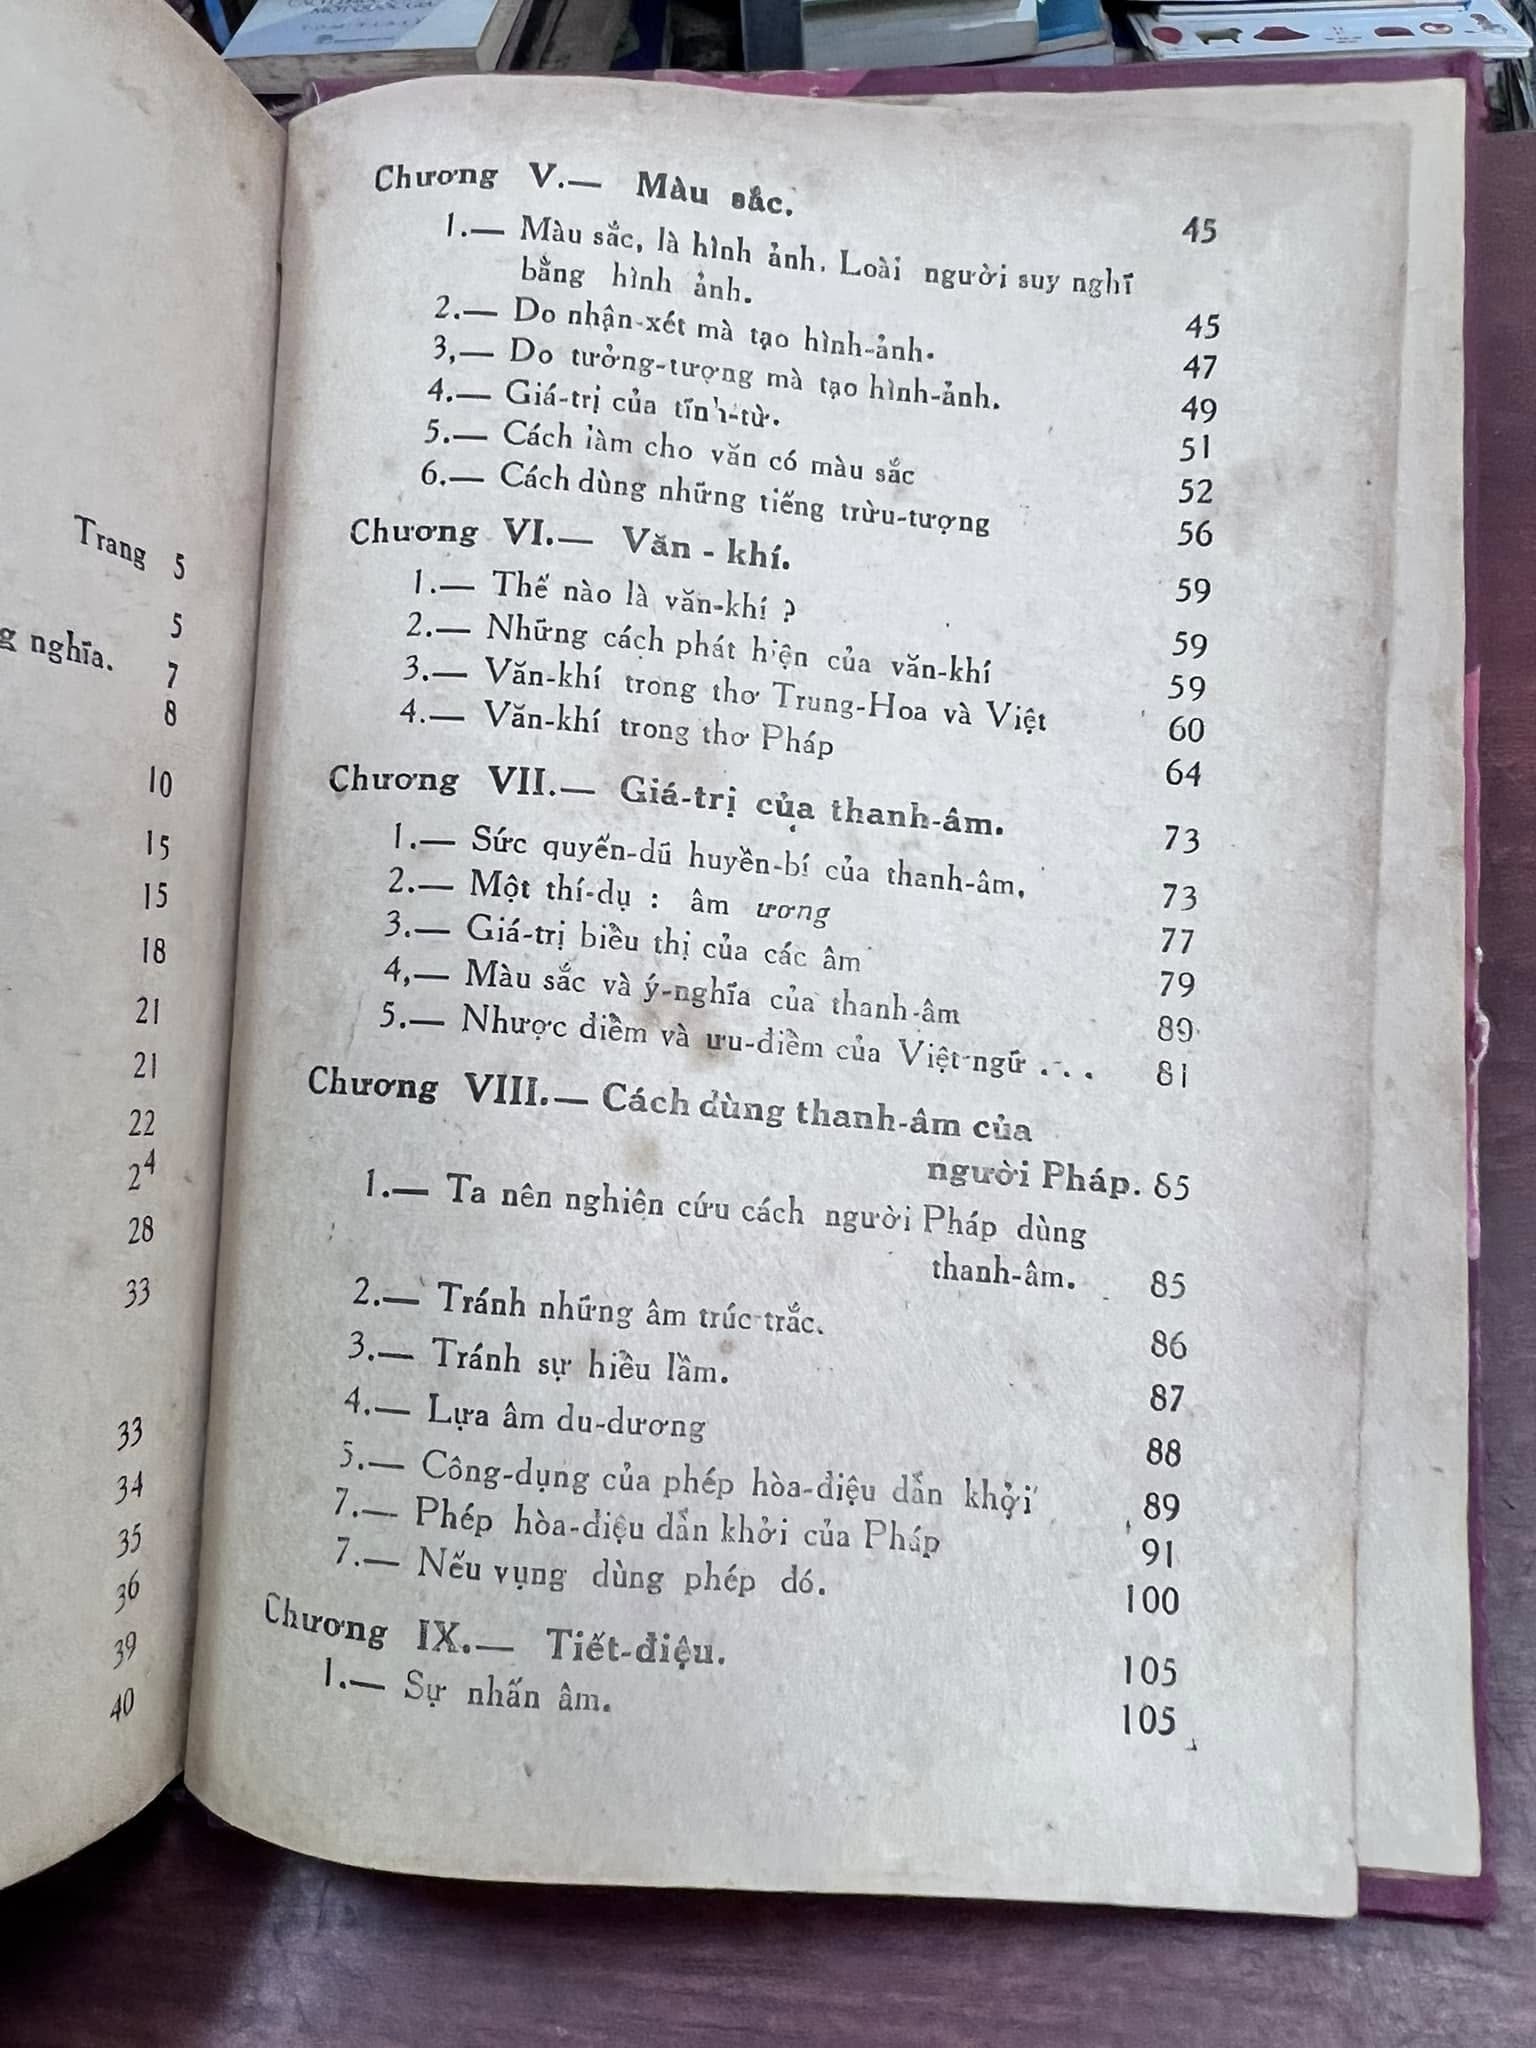 Trang 5
5
g nghĩa. 7
8
10
15
15
18
21
21
22
24
28
33
33
34
35
36
39
40
Chương V.— Màu sắc. 45
1.— Màu sắc, là hình ảnh. Loài người suy nghĩ
bằng hình ảnh. 45
2.— Do nhận-xét mà tạo hình-ảnh. 47
3,— Do tưởng-tượng mà tạo hình-ảnh. 49
4.— Giá-trị của tĩnh-từ. 51
5.— Cách làm cho văn có màu sắc 52
6.— Cách dùng những tiếng trừu-tượng 56
Chương VI.— Văn - khí. 59
1.— Thế nào là văn-khí ? 59
2.— Những cách phát hiện của văn-khí 59
3.— Văn-khí trong thơ Trung-Hoa và Việt 60
4.— Văn-khí trong thơ Pháp 64
Chương VII.— Giá-trị của thanh-âm. 73
1.— Sức quyến-dũ huyền-bí của thanh-âm. 73
2.— Một thí-dụ : âm ương 77
3.— Giá-trị biểu thị của các âm 79
4,— Màu sắc và ý-nghĩa của thanh-âm 80
5.— Nhược điểm và ưu-điểm của Việt-ngữ . . . 81
Chương VIII.— Cách dùng thanh-âm của
người Pháp. 85
1.— Ta nên nghiên cứu cách người Pháp dùng
thanh-âm. 85
2.— Tránh những âm trúc-trắc. 86
3.— Tránh sự hiểu lầm. 87
4.— Lựa âm du-dương 88
5.— Công-dụng của phép hòa-điệu dẫn khởi 89
7.— Phép hòa-điệu dẫn khởi của Pháp 91
7.— Nếu vụng dùng phép dó. 100
Chương IX.— Tiết-điệu. 105
1.— Sự nhấn âm. 105